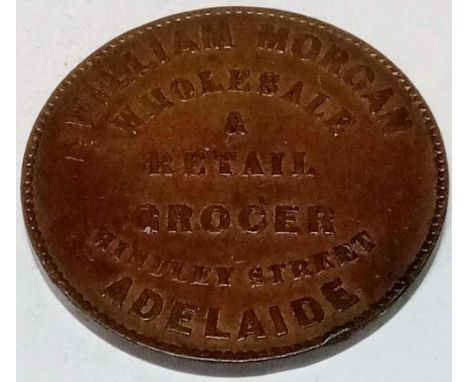 WILLIAM MORGAN
WHOLESALE
&
RETAIL
GROCER
HINDLEY STREET
ADELAIDE